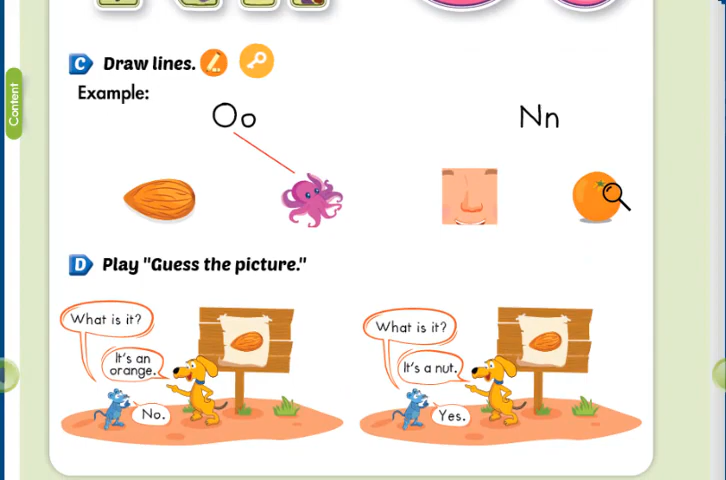 C Draw lines.
Content
Example:
Oo
Nn
D Play "Guess the picture."
What is it?
It's an
orange.
No.
What is it?
It's a nut.
Yes.